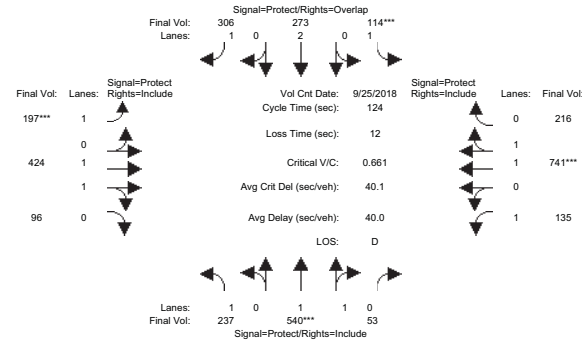 Signal=Protect/Rights=Overlap
Final Vol: 306 273 114***
Lanes: 1 0 2 0 1
Signal=Protect
Final Vol: Lanes: Rights=Include
Vol Cnt Date: 9/25/2018
Signal=Protect
Rights=Include Lanes: Final Vol:
Cycle Time (sec): 124
197*** 1
0 216
Loss Time (sec): 12
0
1
424 1
Critical V/C: 0.661
1 741***
1
Avg Crit Del (sec/veh): 40.1
0
96 0
Avg Delay (sec/veh): 40.0
1 135
LOS: D
Lanes: 1 0 1 1 0
Final Vol: 237 540*** 53
Signal=Protect/Rights=Include